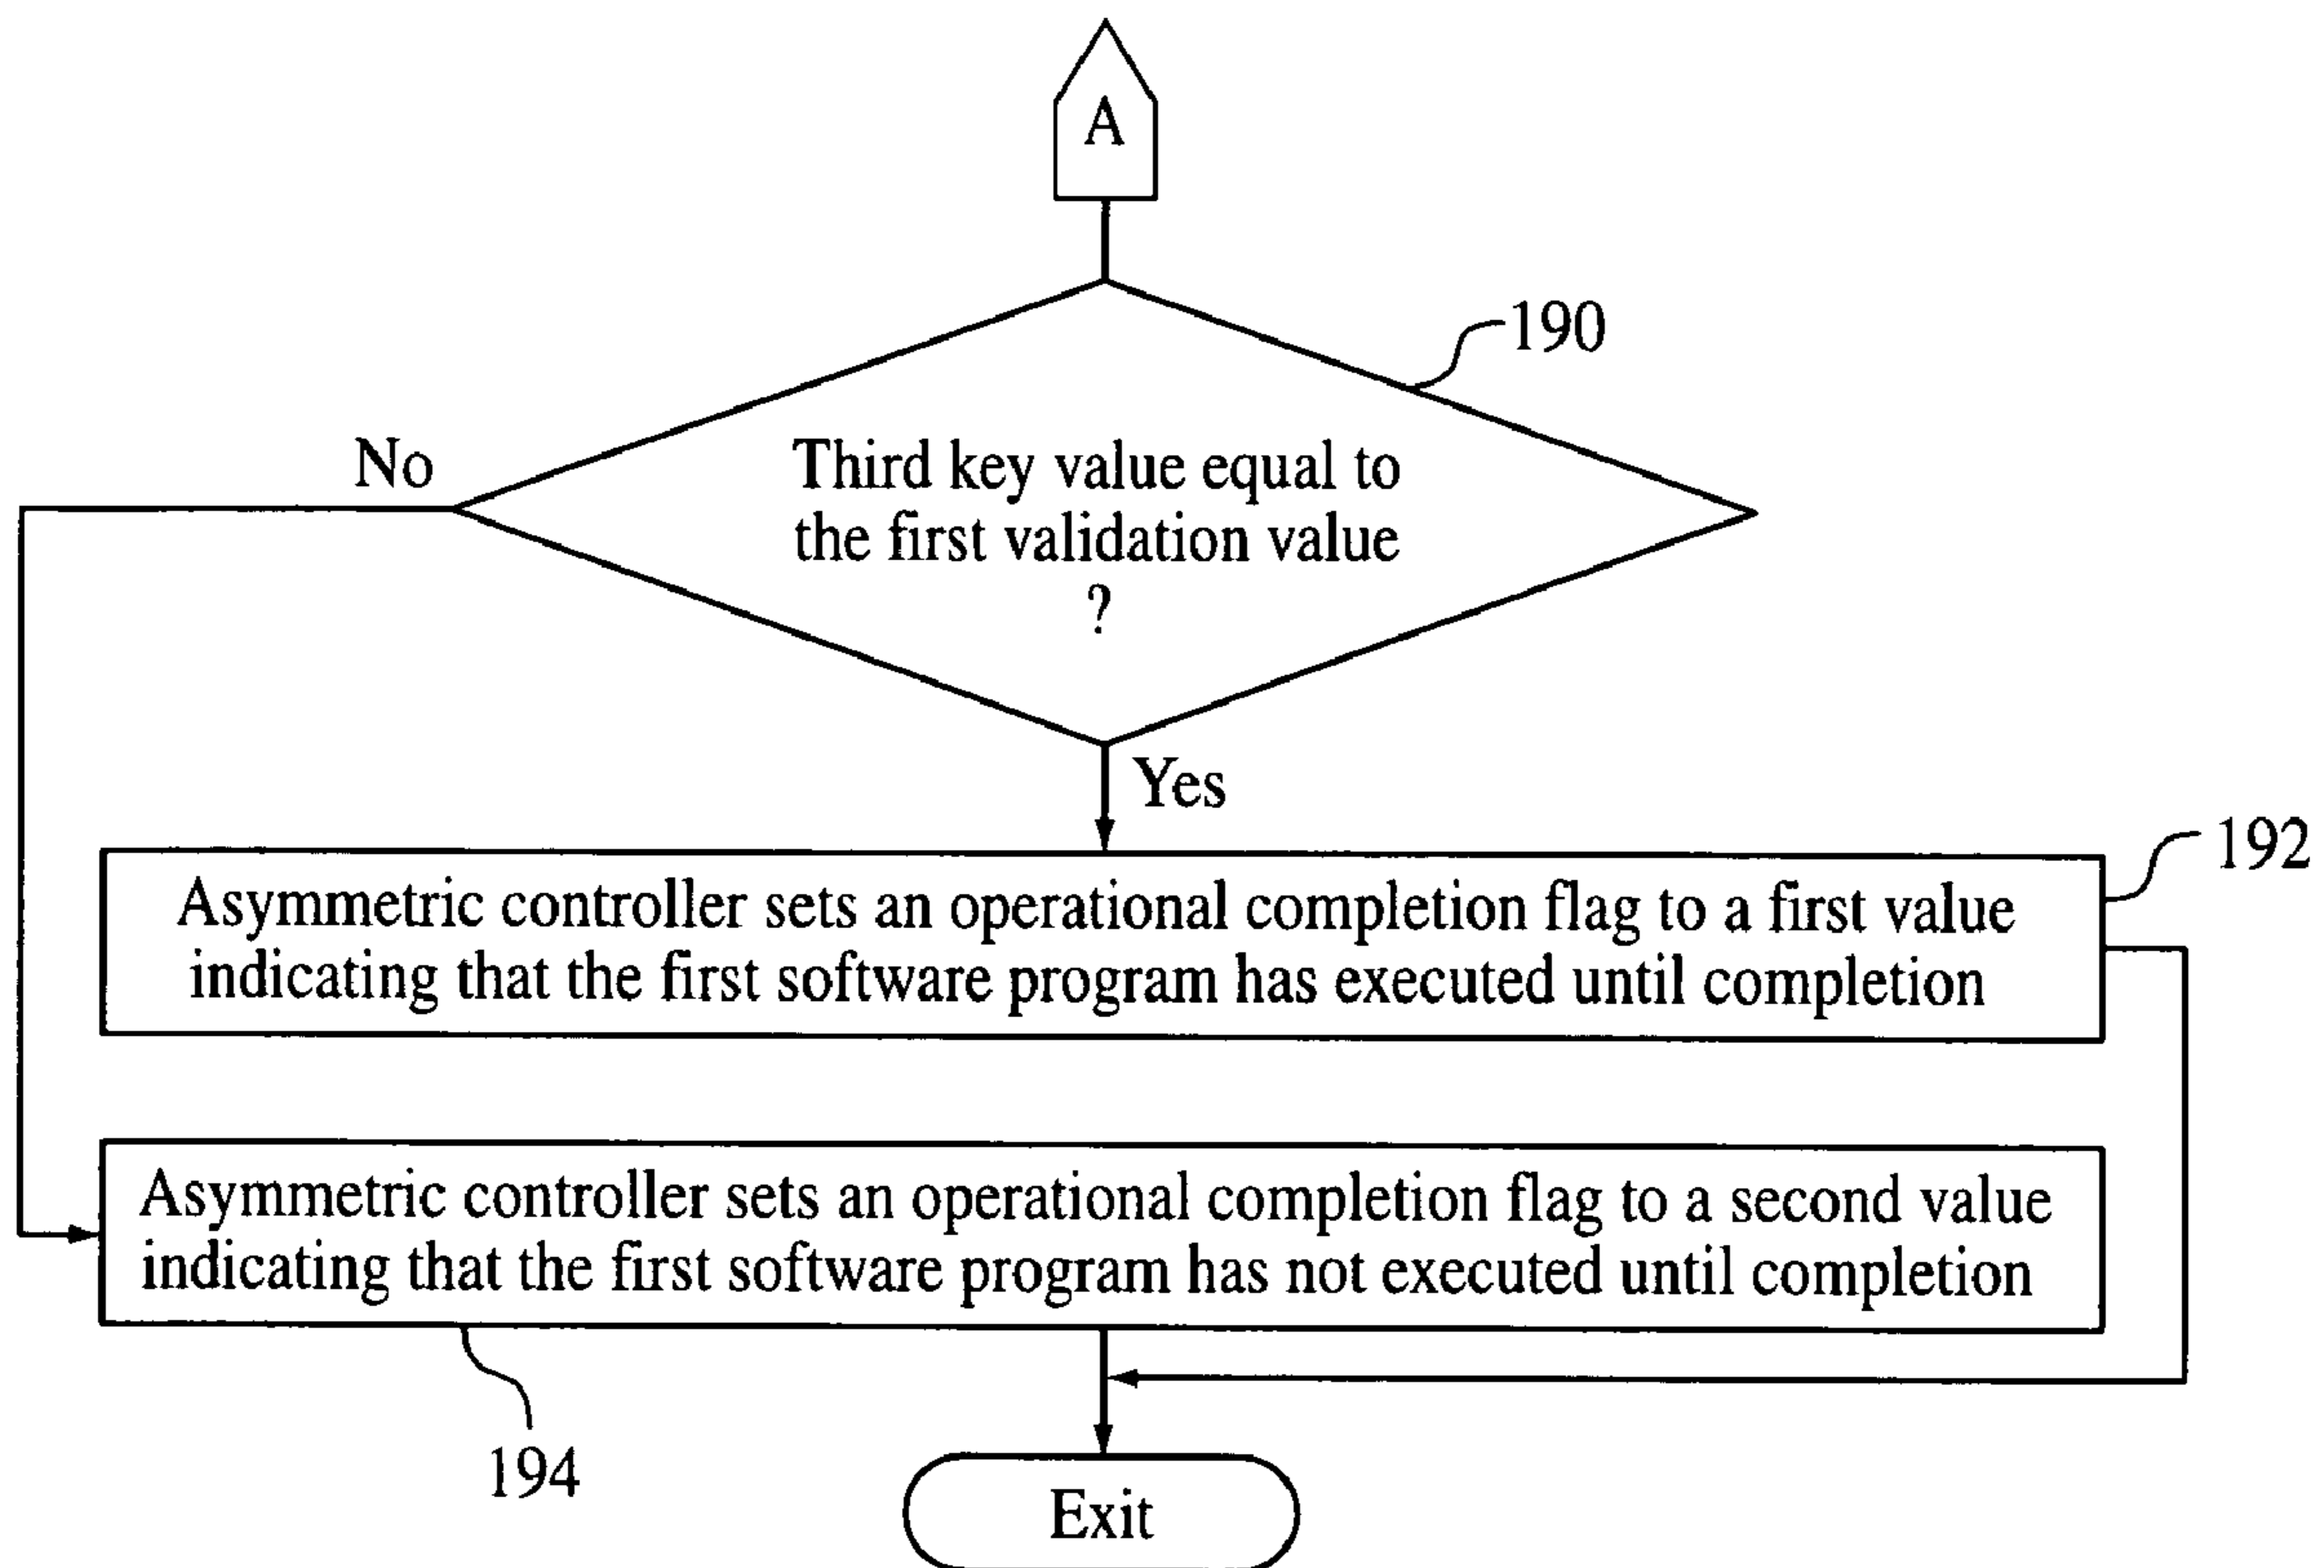 A
190
No
Third key value equal to
the first validation value
?
Yes
192
Asymmetric controller sets an operational completion flag to a first value
indicating that the first software program has executed until completion
Asymmetric controller sets an operational completion flag to a second value
indicating that the first software program has not executed until completion
194
Exit